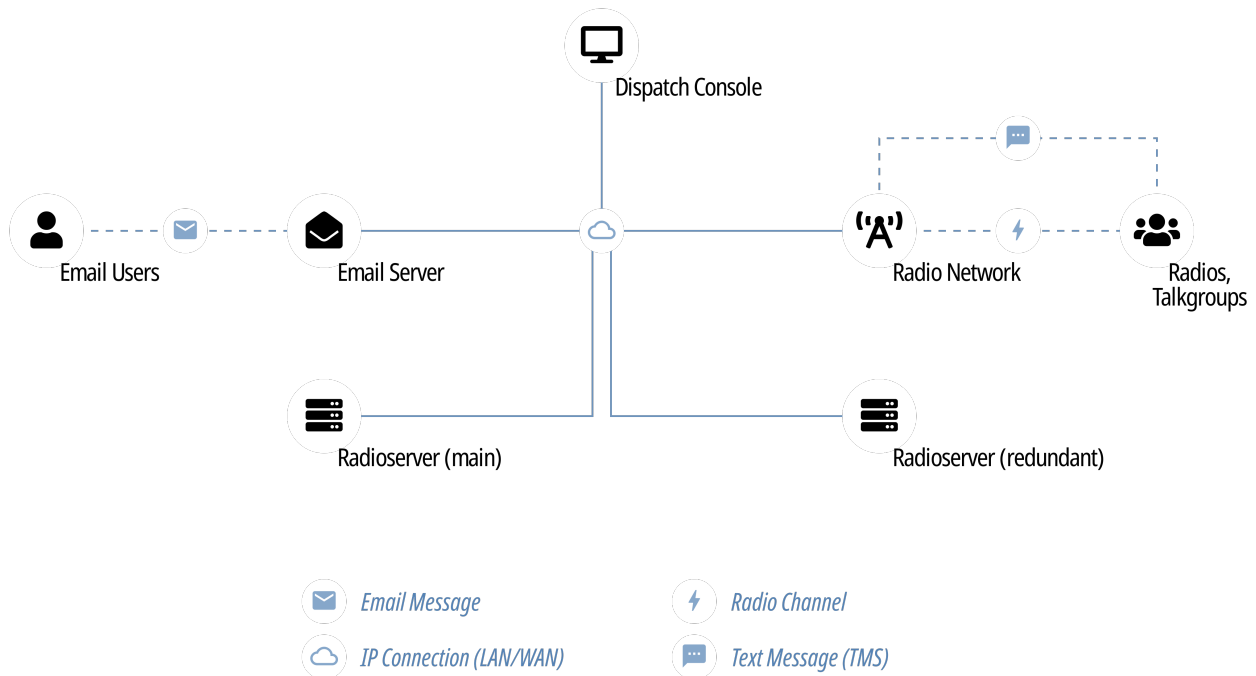 Dispatch Console
Email Users
Email Server
Radio Network
Radios,
Talkgroups
Radioserver (main)
Radioserver (redundant)
Email Message
Radio Channel
IP Connection (LAN/WAN)
Text Message (TMS)